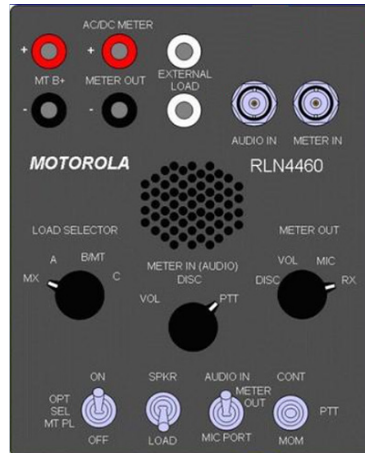 AC/DC METER
+ +
MT B+ METER OUT EXTERNAL
LOAD
- -
AUDIO IN METER IN
MOTOROLA RLN4460
LOAD SELECTOR METER OUT
A B/MT
MX C
METER IN (AUDIO)
DISC
VOL PTT
VOL MIC
DISC RX
ON SPKR AUDIO IN CONT
METER
OUT
OPT
SEL
MT PL
PTT
OFF LOAD MIC PORT MOM